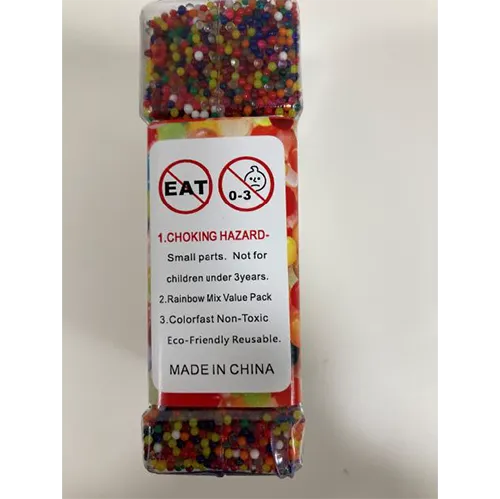 EAT
0-3
1.CHOKING HAZARD-
Small parts. Not for
children under 3years.
2.Rainbow Mix Value Pack
3.Colorfast Non-Toxic
Eco-Friendly Reusable.
MADE IN CHINA